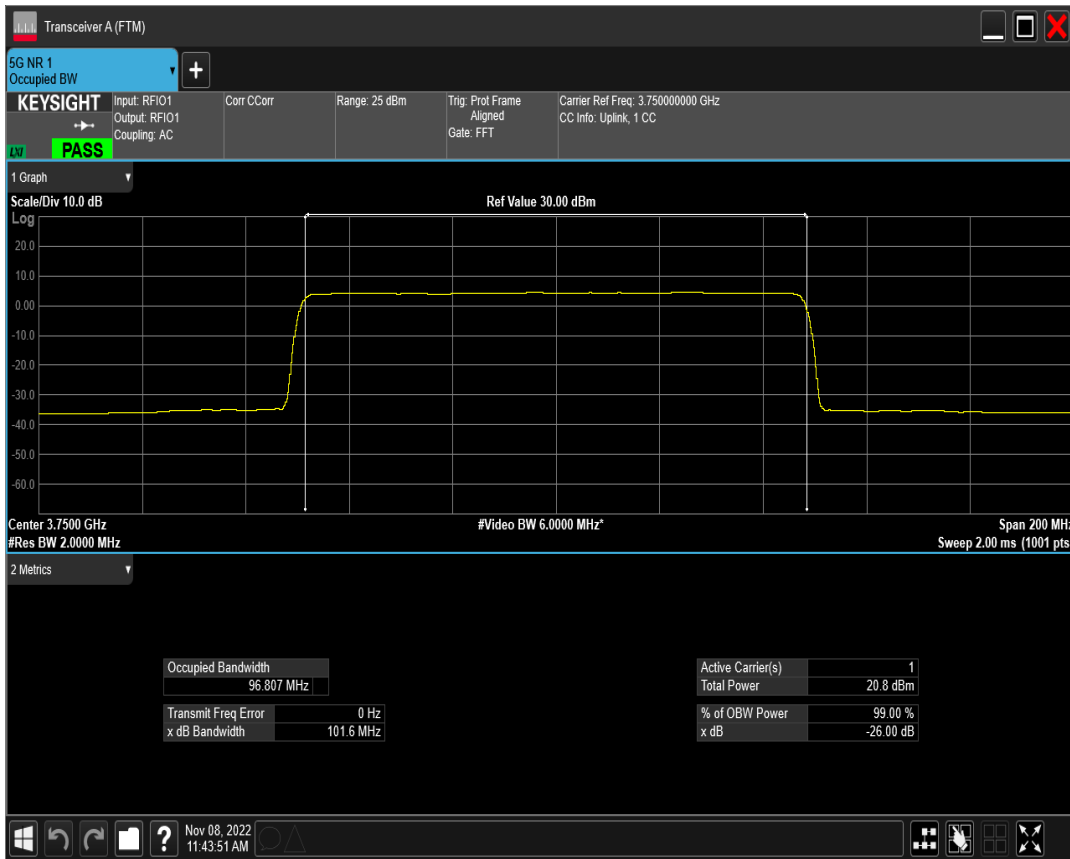 Transceiver A (FTM)
5G NR 1
Occupied BW
+
KEYSIGHT
LXI
PASS
Input: RFIO1
Output: RFIO1
Coupling: AC
Corr CCorr
Range: 25 dBm
Trig: Prot Frame
Aligned
Gate: FFT
Carrier Ref Freq: 3.750000000 GHz
CC Info: Uplink, 1 CC
1 Graph
Scale/Div 10.0 dB
Ref Value 30.00 dBm
Log
20.0
10.0
0.00
-10.0
-20.0
-30.0
-40.0
-50.0
-60.0
Center 3.7500 GHz
#Video BW 6.0000 MHz*
Span 200 MHz
#Res BW 2.0000 MHz
Sweep 2.00 ms (1001 pts
2 Metrics
Occupied Bandwidth
96.807 MHz
Transmit Freq Error 0 Hz
x dB Bandwidth 101.6 MHz
Active Carrier(s) 1
Total Power 20.8 dBm
% of OBW Power 99.00 %
x dB -26.00 dB
?
Nov 08, 2022
11:43:51 AM